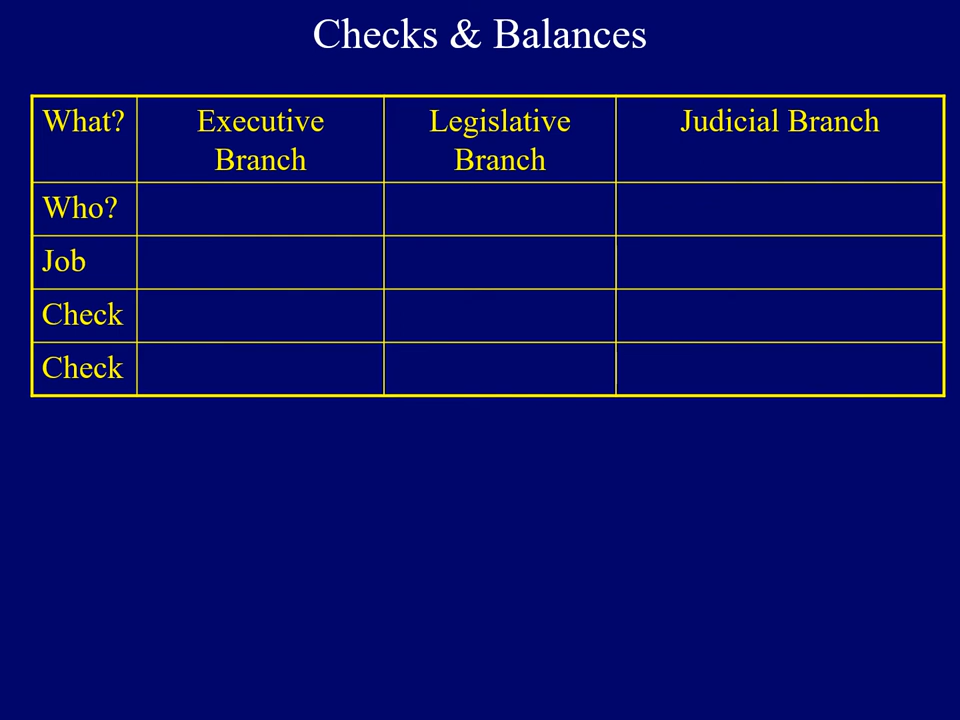 Checks & Balances
What? Executive Branch Legislative Branch Judicial Branch
Who?
Job
Check
Check